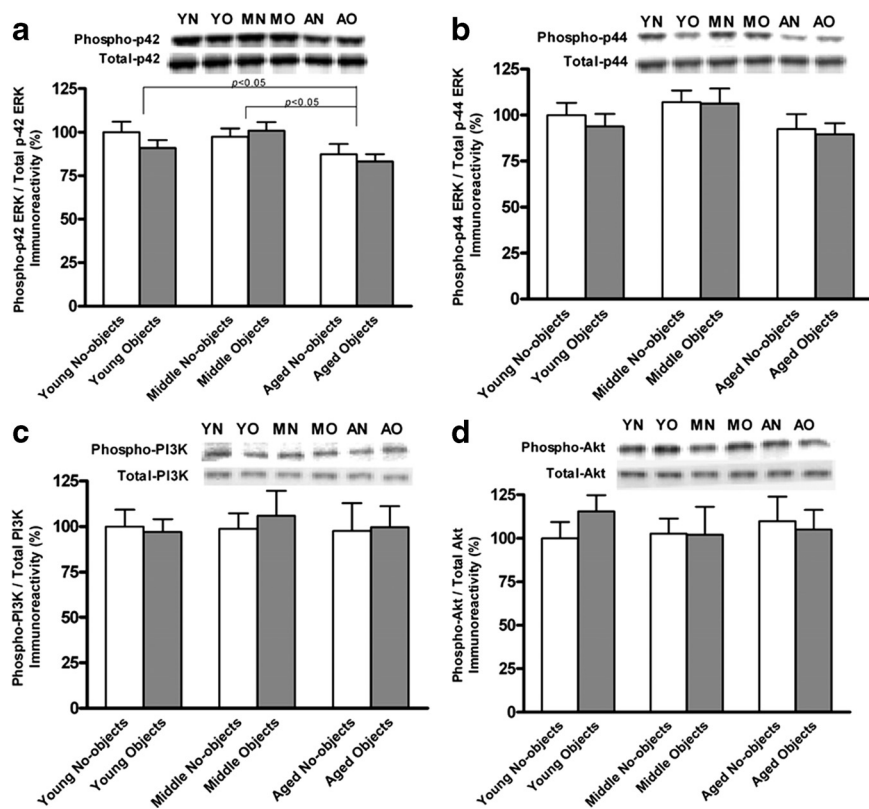 a
YN YO MN MO AN AO
Phospho-p42
Total-p42
p<0.05
p<0.05
Phospho-p42 ERK / Total p-42 ERK
Immunoreactivity (%)
125
100
75
50
25
0
Young No-objects
Young Objects
Middle No-objects
Middle Objects
Aged No-objects
Aged Objects
b
YN YO MN MO AN AO
Phospho-p44
Total-p44
Phospho-p44 ERK / Total p-44 ERK
Immunoreactivity (%)
125
100
75
50
25
0
Young No-objects
Young Objects
Middle No-objects
Middle Objects
Aged No-objects
Aged Objects
c
YN YO MN MO AN AO
Phospho-PI3K
Total-PI3K
Phospho-PI3K / Total PI3K
Immunoreactivity (%)
125
100
75
50
25
0
Young No-objects
Young Objects
Middle No-objects
Middle Objects
Aged No-objects
Aged Objects
d
YN YO MN MO AN AO
Phospho-Akt
Total-Akt
Phospho-Akt / Total Akt
Immunoreactivity (%)
125
100
75
50
25
0
Young No-objects
Young Objects
Middle No-objects
Middle Objects
Aged No-objects
Aged Objects